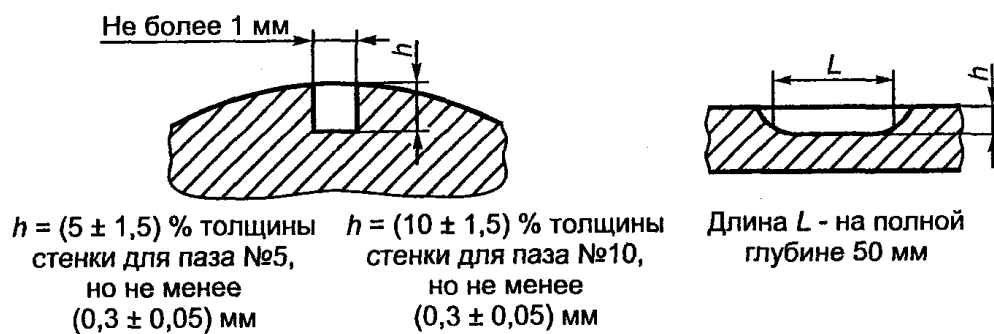 Не более 1 мм
h
L
h
h = (5 ± 1,5) % толщины
стенки для паза №5,
но не менее
(0,3 ± 0,05) мм
h = (10 ± 1,5) % толщины
стенки для паза №10,
но не менее
(0,3 ± 0,05) мм
Длина L - на полной
глубине 50 мм